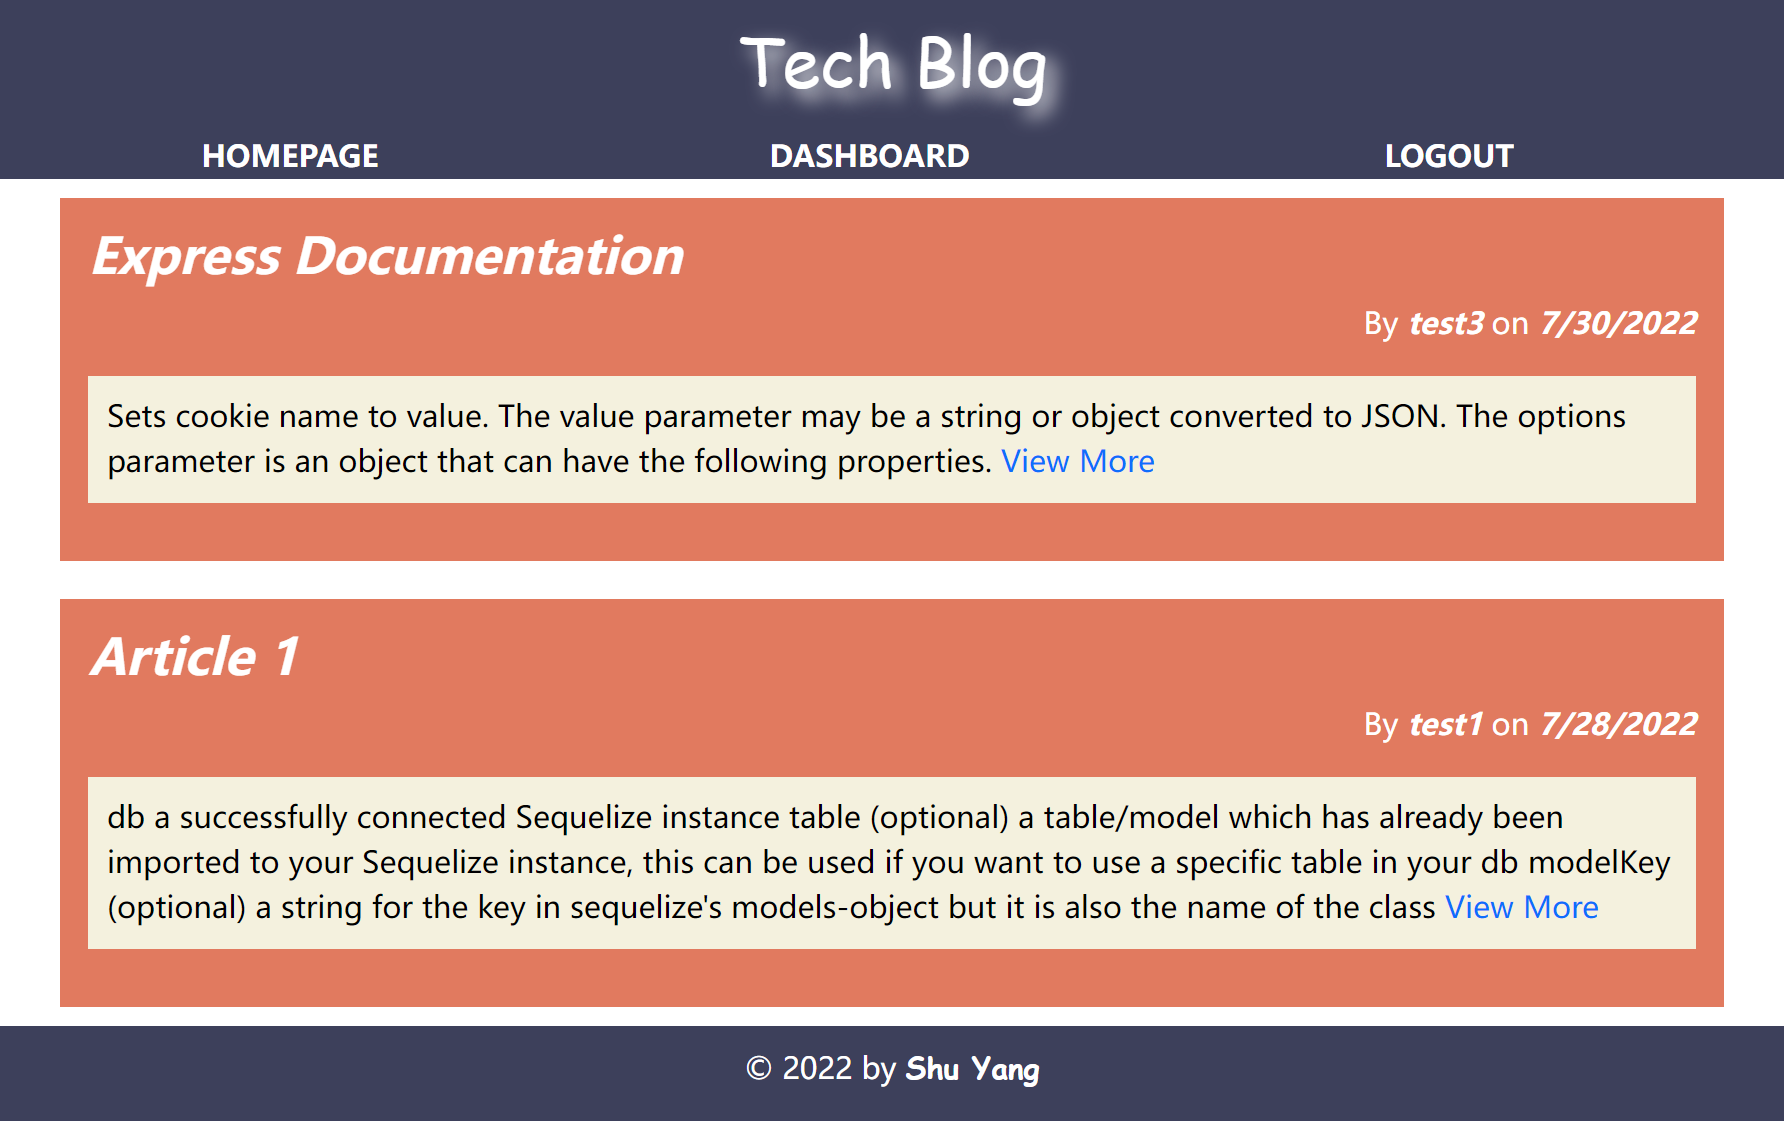 Tech Blog
HOMEPAGE DASHBOARD LOGOUT
Express Documentation
By test3 on 7/30/2022
Sets cookie name to value. The value parameter may be a string or object converted to JSON. The options
parameter is an object that can have the following properties. View More
Article 1
By test1 on 7/28/2022
db a successfully connected Sequelize instance table (optional) a table/model which has already been
imported to your Sequelize instance, this can be used if you want to use a specific table in your db modelKey
(optional) a string for the key in sequelize's models-object but it is also the name of the class View More
© 2022 by Shu Yang